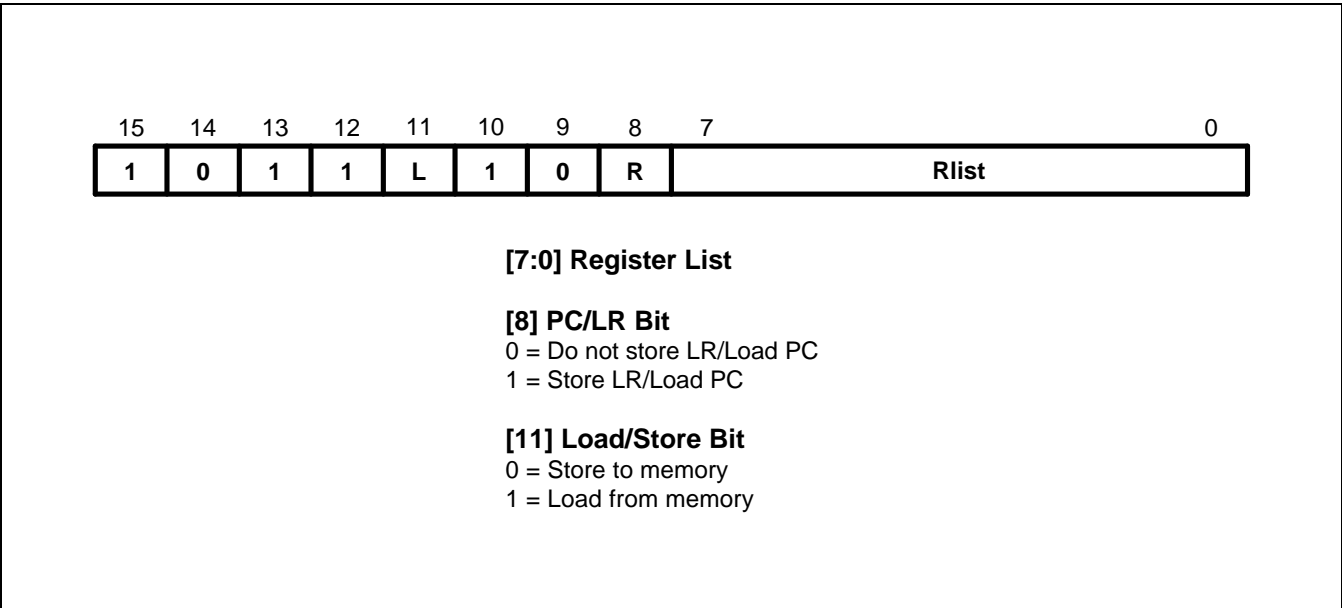 15 14 13 12 11 10 9 8 7 0
1 0 1 1 L 1 0 R Rlist
[7:0] Register List
[8] PC/LR Bit
0 = Do not store LR/Load PC
1 = Store LR/Load PC
[11] Load/Store Bit
0 = Store to memory
1 = Load from memory